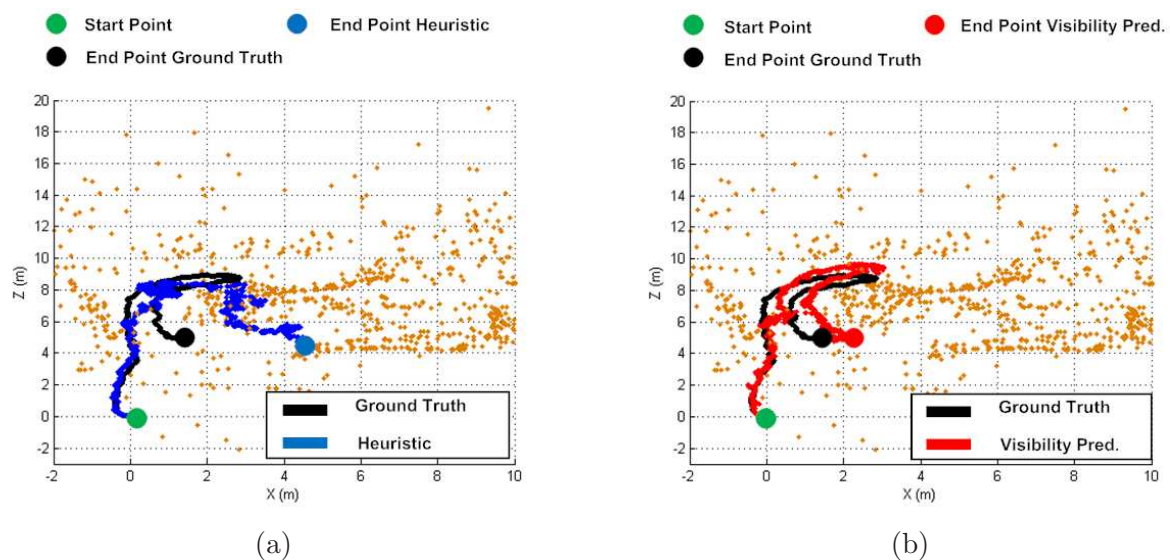 Start Point
End Point Heuristic
End Point Ground Truth
20
18
16
14
12
10
8
6
4
2
0
-2
-2
0
2
4
6
8
10
Z (m)
X (m)
Ground Truth
Heuristic
(a)
Start Point
End Point Visibility Pred.
End Point Ground Truth
20
18
16
14
12
10
8
6
4
2
0
-2
-2
0
2
4
6
8
10
Z (m)
X (m)
Ground Truth
Visibility Pred.
(b)